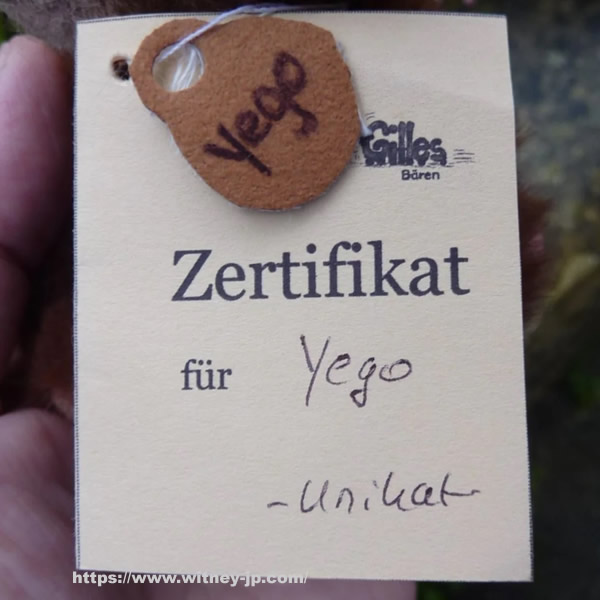 Yego
Gilles
Bären
Zertifikat
für Yego
- Unikat -
https://www.witney-jp.com/